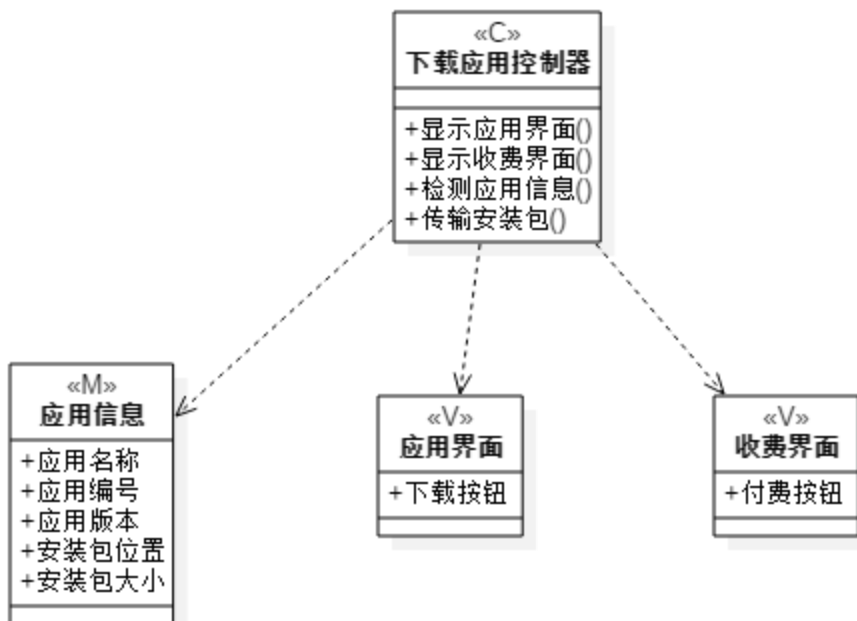 «C»
下载应用控制器
+显示应用界面()
+显示收费界面()
+检测应用信息()
+传输安装包()
«M»
应用信息
+应用名称
+应用编号
+应用版本
+安装包位置
+安装包大小
«V»
应用界面
+下载按钮
«V»
收费界面
+付费按钮